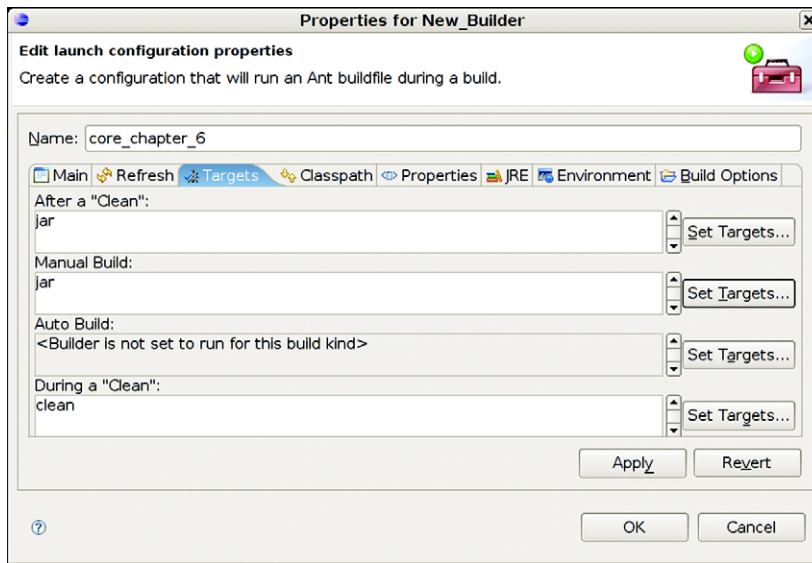 Properties for New_Builder
Edit launch configuration properties
Create a configuration that will run an Ant buildfile during a build.
Name: core_chapter_6
Main Refresh Targets Classpath Properties JRE Environment Build Options
After a "Clean":
jar
Set Targets...
Manual Build:
jar
Set Targets...
Auto Build:
<Builder is not set to run for this build kind>
Set Targets...
During a "Clean":
clean
Set Targets...
Apply Revert
OK Cancel